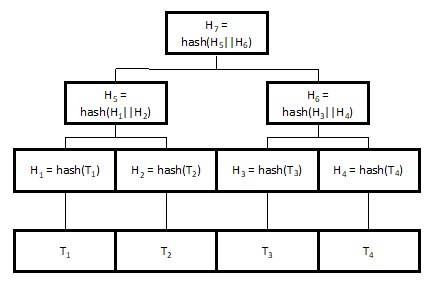 H₇ =
hash(H₅||H₆)
H₅ =
hash(H₁||H₂)
H₆ =
hash(H₃||H₄)
H₁ = hash(T₁)
H₂ = hash(T₂)
H₃ = hash(T₃)
H₄ = hash(T₄)
T₁
T₂
T₃
T₄